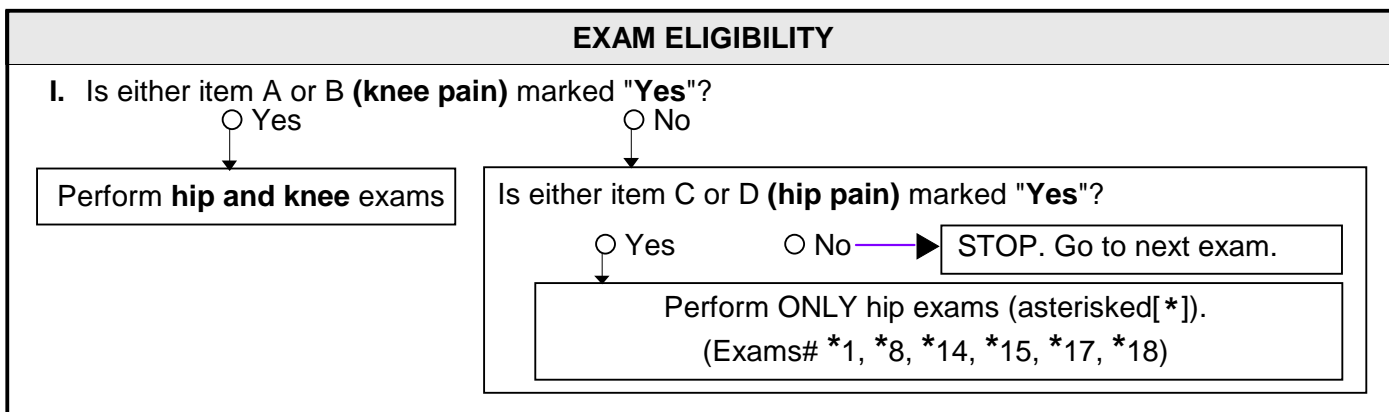 EXAM ELIGIBILITY
I. Is either item A or B (knee pain) marked "Yes"?
Yes
No
Perform hip and knee exams
Is either item C or D (hip pain) marked "Yes"?
Yes
No
STOP. Go to next exam.
Perform ONLY hip exams (asterisked[*]).
(Exams# *1, *8, *14, *15, *17, *18)